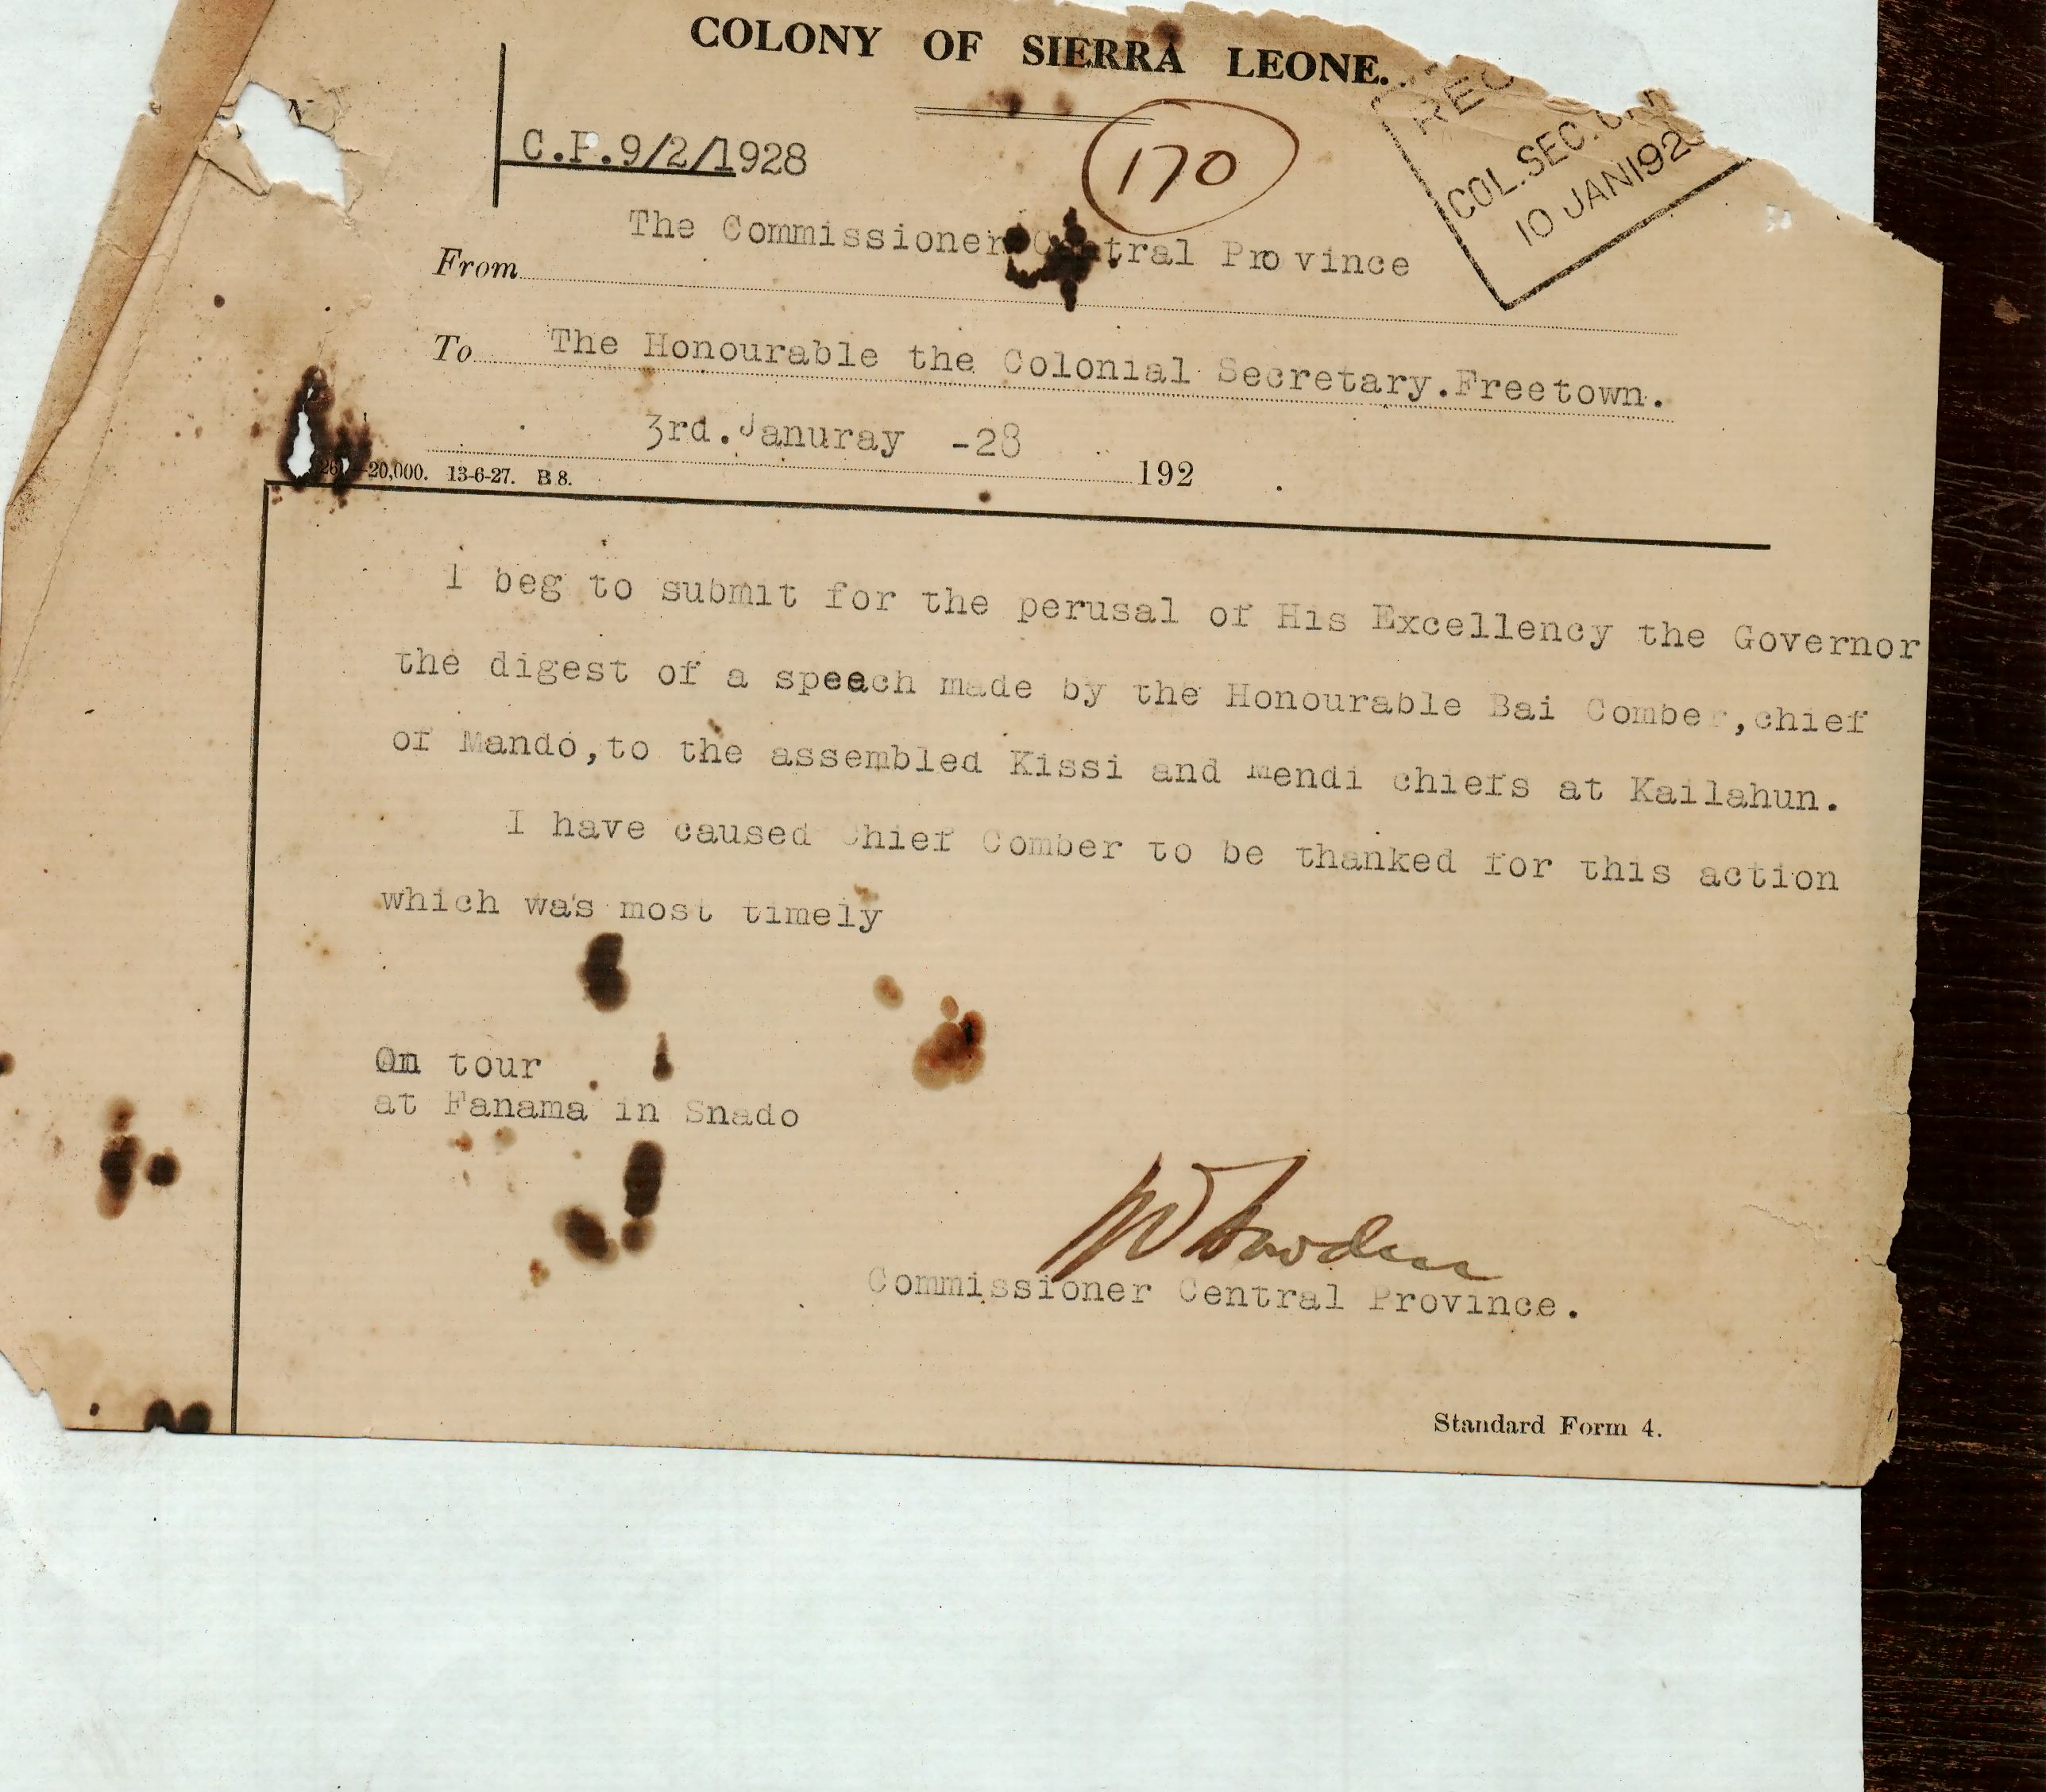 COLONY OF SIERRA LEONE.
C.P.9/2/1928
170
COL.SEC.
10 JAN 192
From The Commissioner Central Province
To The Honourable the Colonial Secretary.Freetown.
3rd.Januray -28 192
20,000. 13-6-27. B 8.
I beg to submit for the perusal of His Excellency the Governor
the digest of a speech made by the Honourable Bai Comber,chief
of Mando,to the assembled Kissi and Mendi chiefs at Kailahun.
I have caused Chief Comber to be thanked for this action
which was most timely
On tour
at Fanama in Snado
Commissioner Central Province.
Standard Form 4.